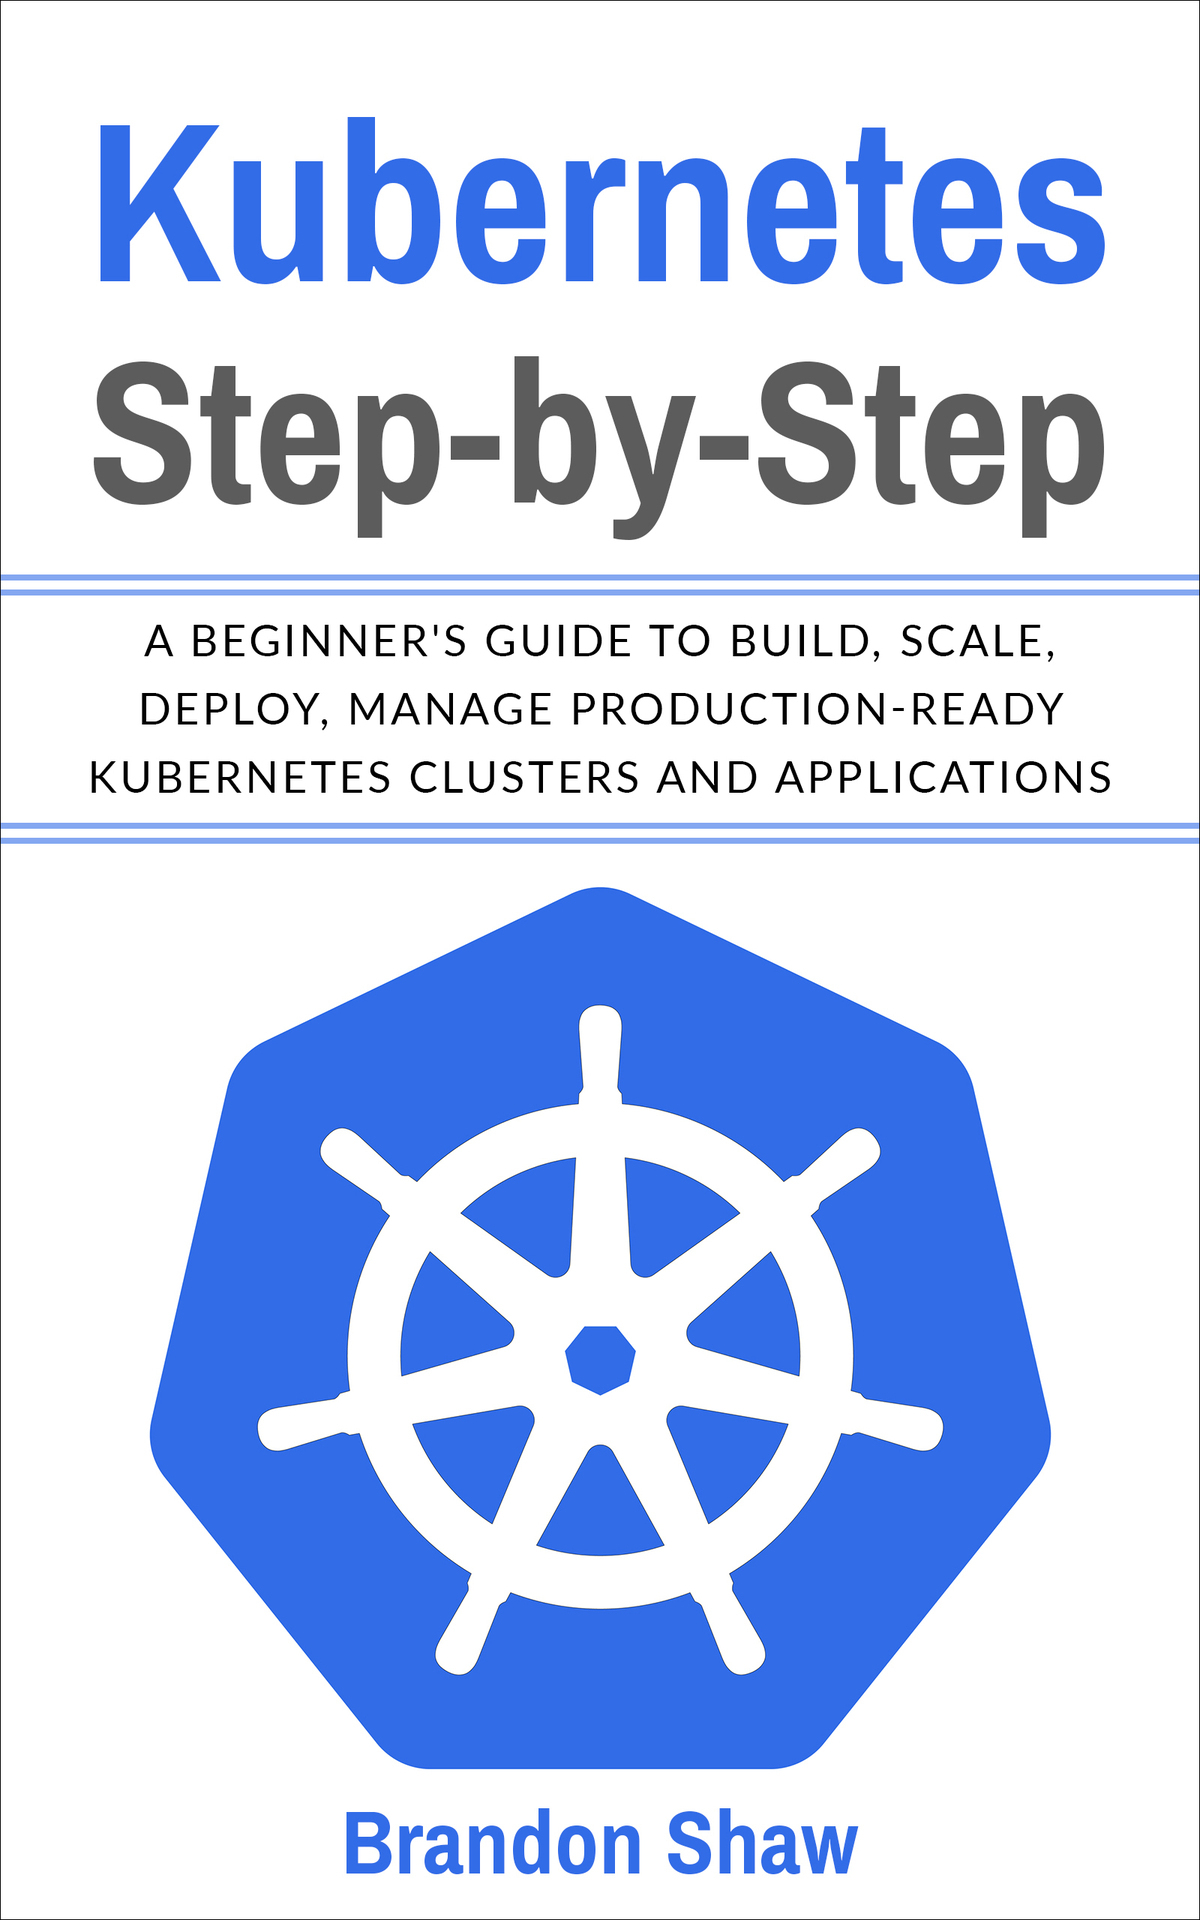 Kubernetes
Step-by-Step
A BEGINNER'S GUIDE TO BUILD, SCALE,
DEPLOY, MANAGE PRODUCTION-READY
KUBERNETES CLUSTERS AND APPLICATIONS
Brandon Shaw